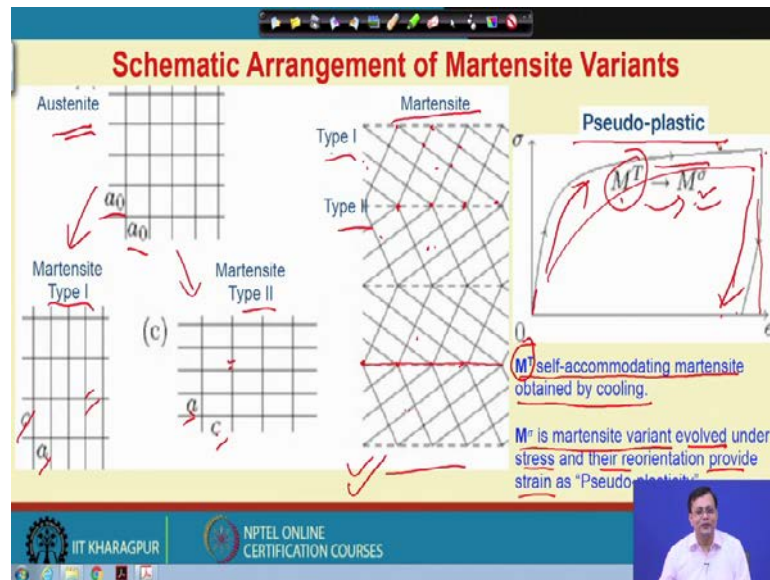 Schematic Arrangement of Martensite Variants
Austenite
a0
a0
Martensite
Type I
a
Martensite
Type II
(c)
a
c
Martensite
Type I
Type II
Pseudo-plastic
σ
M^T → M^σ
0
M^T self-accommodating martensite
obtained by cooling.
M^σ is martensite variant evolved under
stress and their reorientation provide
strain as "Pseudo-plasticity"
IIT KHARAGPUR
NPTEL ONLINE
CERTIFICATION COURSES